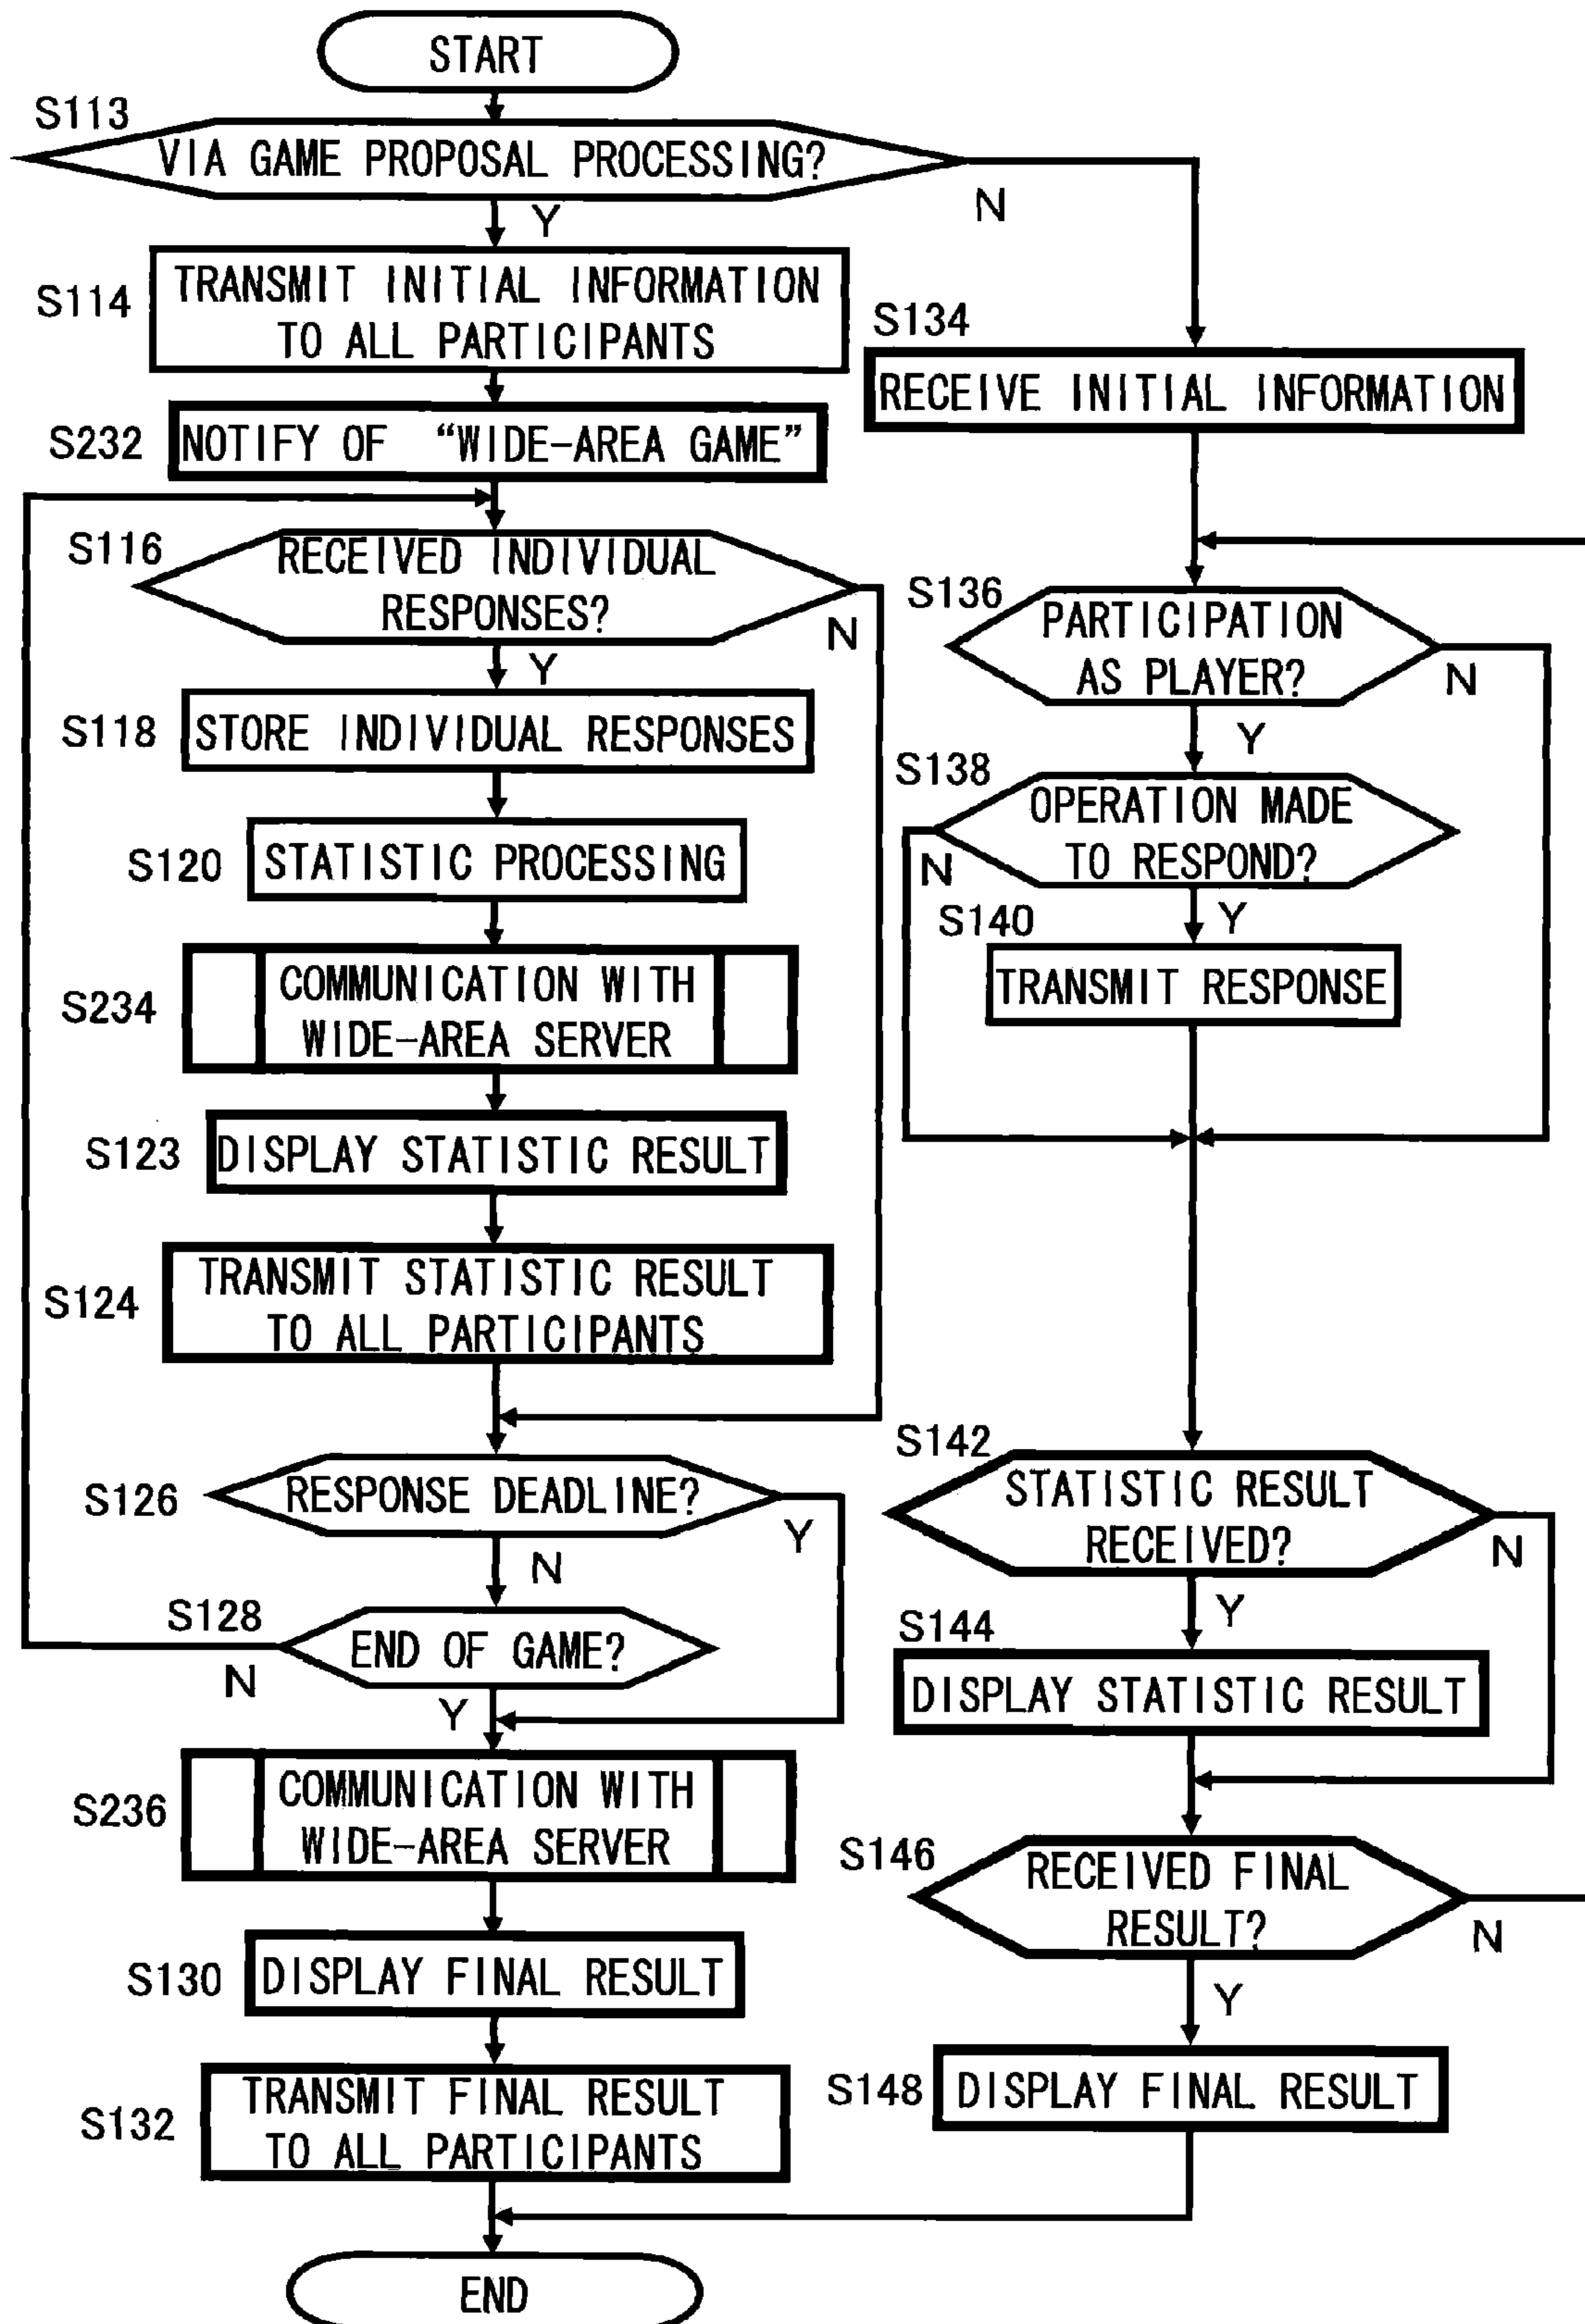 START
S113
VIA GAME PROPOSAL PROCESSING?
N
Y
S114
TRANSMIT INITIAL INFORMATION
TO ALL PARTICIPANTS
S232
NOTIFY OF "WIDE-AREA GAME"
S116
RECEIVED INDIVIDUAL
RESPONSES?
N
Y
S118
STORE INDIVIDUAL RESPONSES
S120
STATISTIC PROCESSING
S234
COMMUNICATION WITH
WIDE-AREA SERVER
S123
DISPLAY STATISTIC RESULT
S124
TRANSMIT STATISTIC RESULT
TO ALL PARTICIPANTS
S126
RESPONSE DEADLINE?
Y
N
S128
END OF GAME?
N
Y
S236
COMMUNICATION WITH
WIDE-AREA SERVER
S130
DISPLAY FINAL RESULT
S132
TRANSMIT FINAL RESULT
TO ALL PARTICIPANTS
S134
RECEIVE INITIAL INFORMATION
S136
PARTICIPATION
AS PLAYER?
N
Y
S138
OPERATION MADE
TO RESPOND?
N
Y
S140
TRANSMIT RESPONSE
S142
STATISTIC RESULT
RECEIVED?
N
Y
S144
DISPLAY STATISTIC RESULT
S146
RECEIVED FINAL
RESULT?
N
Y
S148
DISPLAY FINAL RESULT
END